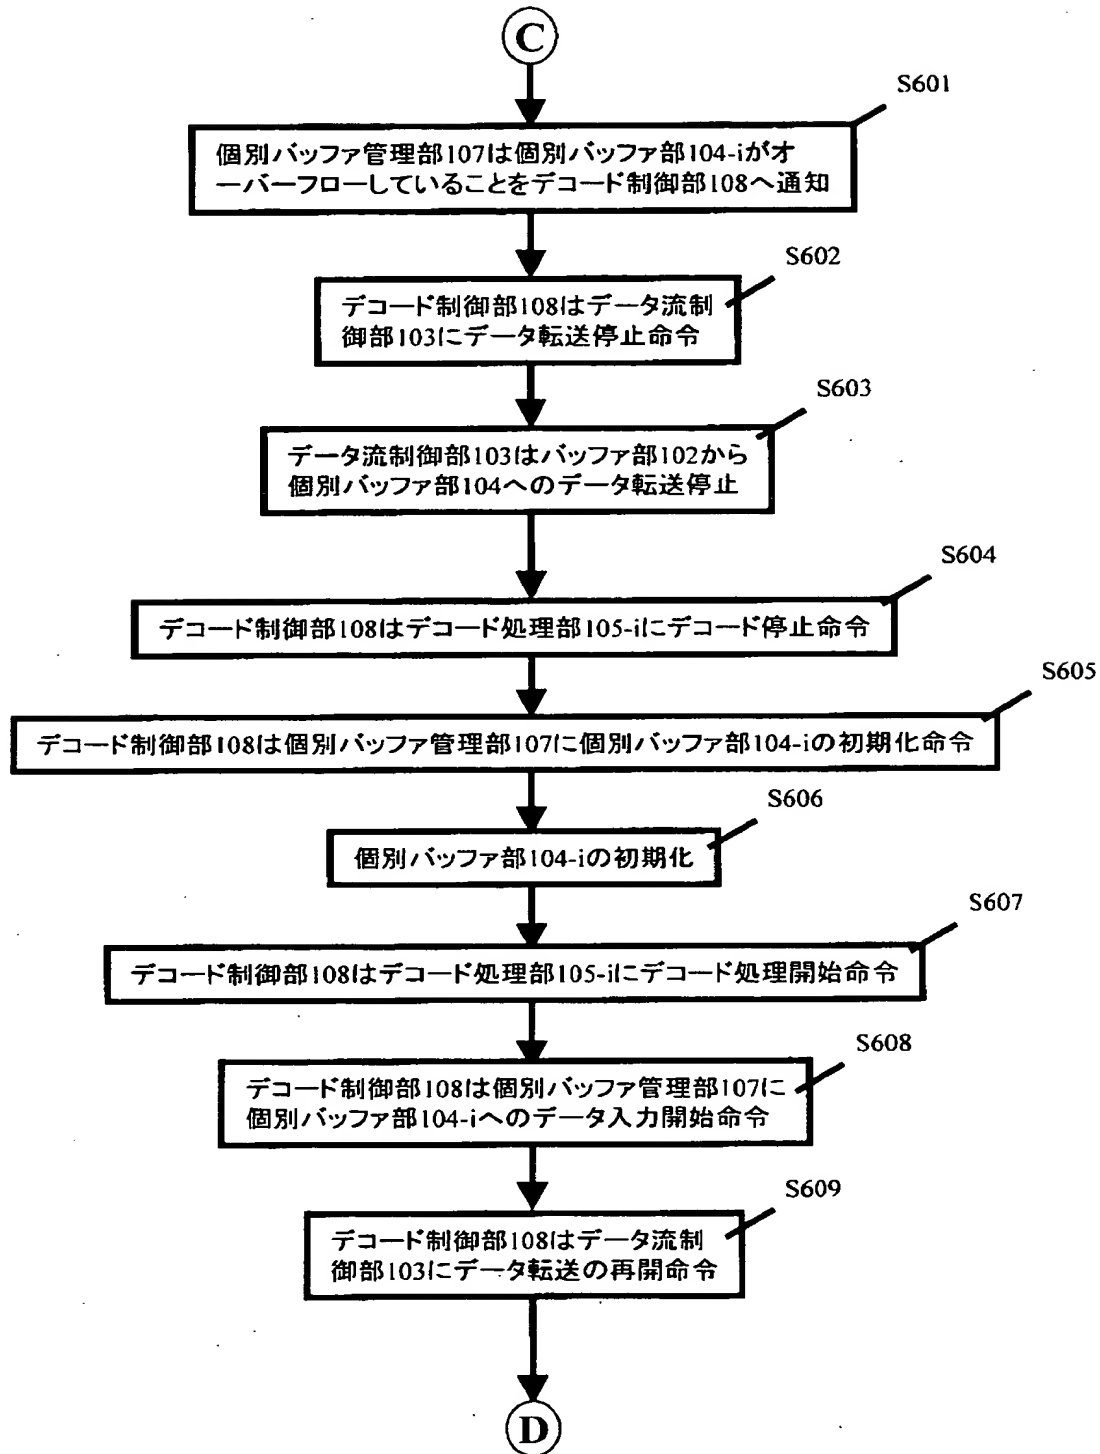 C
S601
個別バッファ管理部107は個別バッファ部104-iがオ
ーバーフローしていることをデコード制御部108へ通知
S602
デコード制御部108はデータ流制
御部103にデータ転送停止命令
S603
データ流制御部103はバッファ部102から
個別バッファ部104へのデータ転送停止
S604
デコード制御部108はデコード処理部105-iにデコード停止命令
S605
デコード制御部108は個別バッファ管理部107に個別バッファ部104-iの初期化命令
S606
個別バッファ部104-iの初期化
S607
デコード制御部108はデコード処理部105-iにデコード処理開始命令
S608
デコード制御部108は個別バッファ管理部107に
個別バッファ部104-iへのデータ入力開始命令
S609
デコード制御部108はデータ流制
御部103にデータ転送の再開命令
D